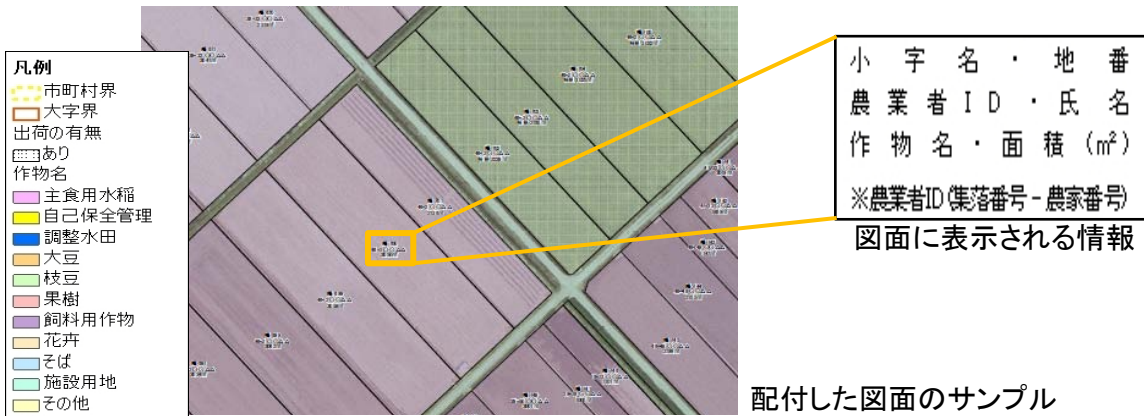 凡例
市町村界
大字界
出荷の有無
あり
作物名
主食用水稲
自己保全管理
調整水田
大豆
枝豆
果樹
飼料用作物
花卉
そば
施設用地
その他
小字名・地番
農業者ID・氏名
作物名・面積(㎡)
※農業者ID(集落番号-農家番号)
図面に表示される情報
配付した図面のサンプル